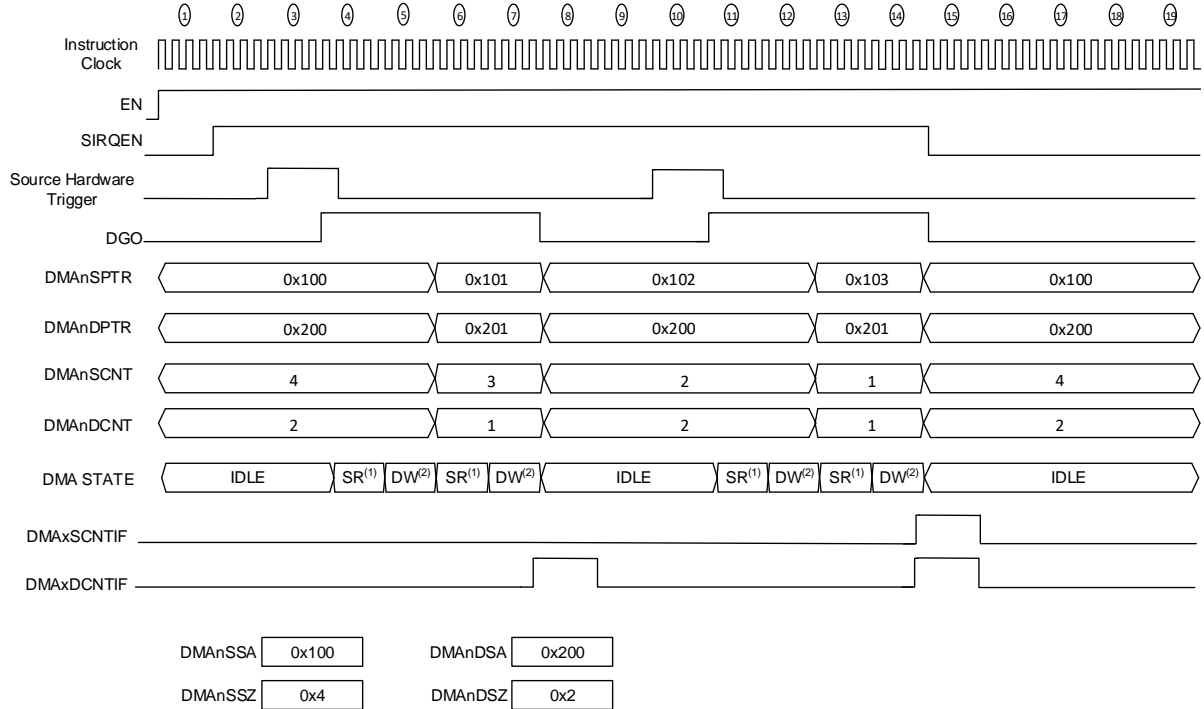 1 2 3 4 5 6 7 8 9 10 11 12 13 14 15 16 17 18 19
Instruction
Clock
EN
SIRQEN
Source Hardware
Trigger
DGO
DMAnSPTR 0x100 0x101 0x102 0x103 0x100
DMAnDPTR 0x200 0x201 0x200 0x201 0x200
DMAnSCNT 4 3 2 1 4
DMAnDCNT 2 1 2 1 2
DMA STATE IDLE SR(1) DW(2) SR(1) DW(2) IDLE SR(1) DW(2) SR(1) DW(2) IDLE
DMAxSCNTIF
DMAxDCNTIF
DMAnSSA 0x100 DMAnDSA 0x200
DMAnSSZ 0x4 DMAnDSZ 0x2